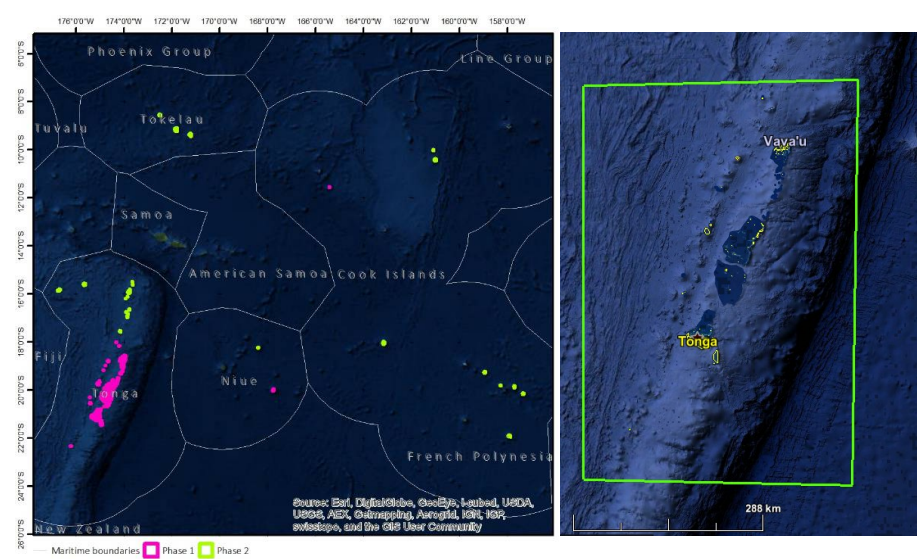 176°0'0"W 174°0'0"W 172°0'0"W 170°0'0"W 168°0'0"W 166°0'0"W 164°0'0"W 162°0'0"W 160°0'0"W 158°0'0"W
6°0'0"S
8°0'0"S
10°0'0"S
12°0'0"S
14°0'0"S
16°0'0"S
18°0'0"S
20°0'0"S
22°0'0"S
24°0'0"S
26°0'0"S
Phoenix Group
Line Group
Tuvalu
Tokelau
Samoa
American Samoa
Cook Islands
Fiji
Tonga
Niue
French Polynesia
New Zealand
Source: Esri, DigitalGlobe, GeoEye, i-cubed, USDA,
USGS, AEX, Getmapping, Aerogrid, IGN, IGP,
swisstopo, and the GIS User Community
Maritime boundaries Phase 1 Phase 2
Vava'u
Tonga
288 km